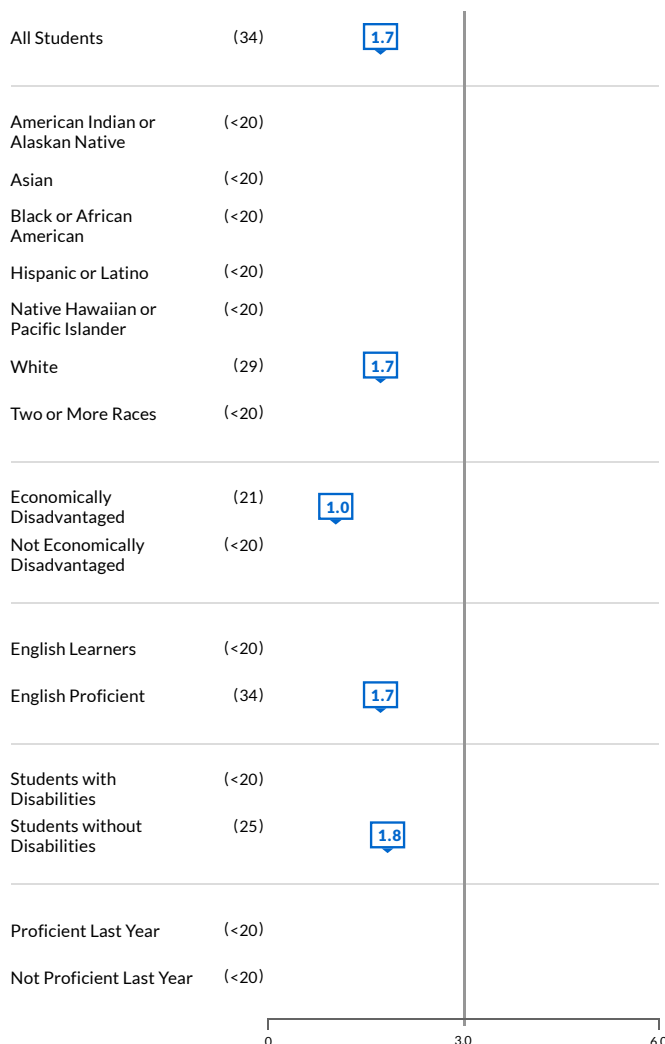 All Students (34) 1.7
American Indian or (<20)
Alaskan Native
Asian (<20)
Black or African (<20)
American
Hispanic or Latino (<20)
Native Hawaiian or (<20)
Pacific Islander
White (29) 1.7
Two or More Races (<20)
Economically (21) 1.0
Disadvantaged
Not Economically (<20)
Disadvantaged
English Learners (<20)
English Proficient (34) 1.7
Students with (<20)
Disabilities
Students without (25) 1.8
Disabilities
Proficient Last Year (<20)
Not Proficient Last Year (<20)
0 3.0 6.0